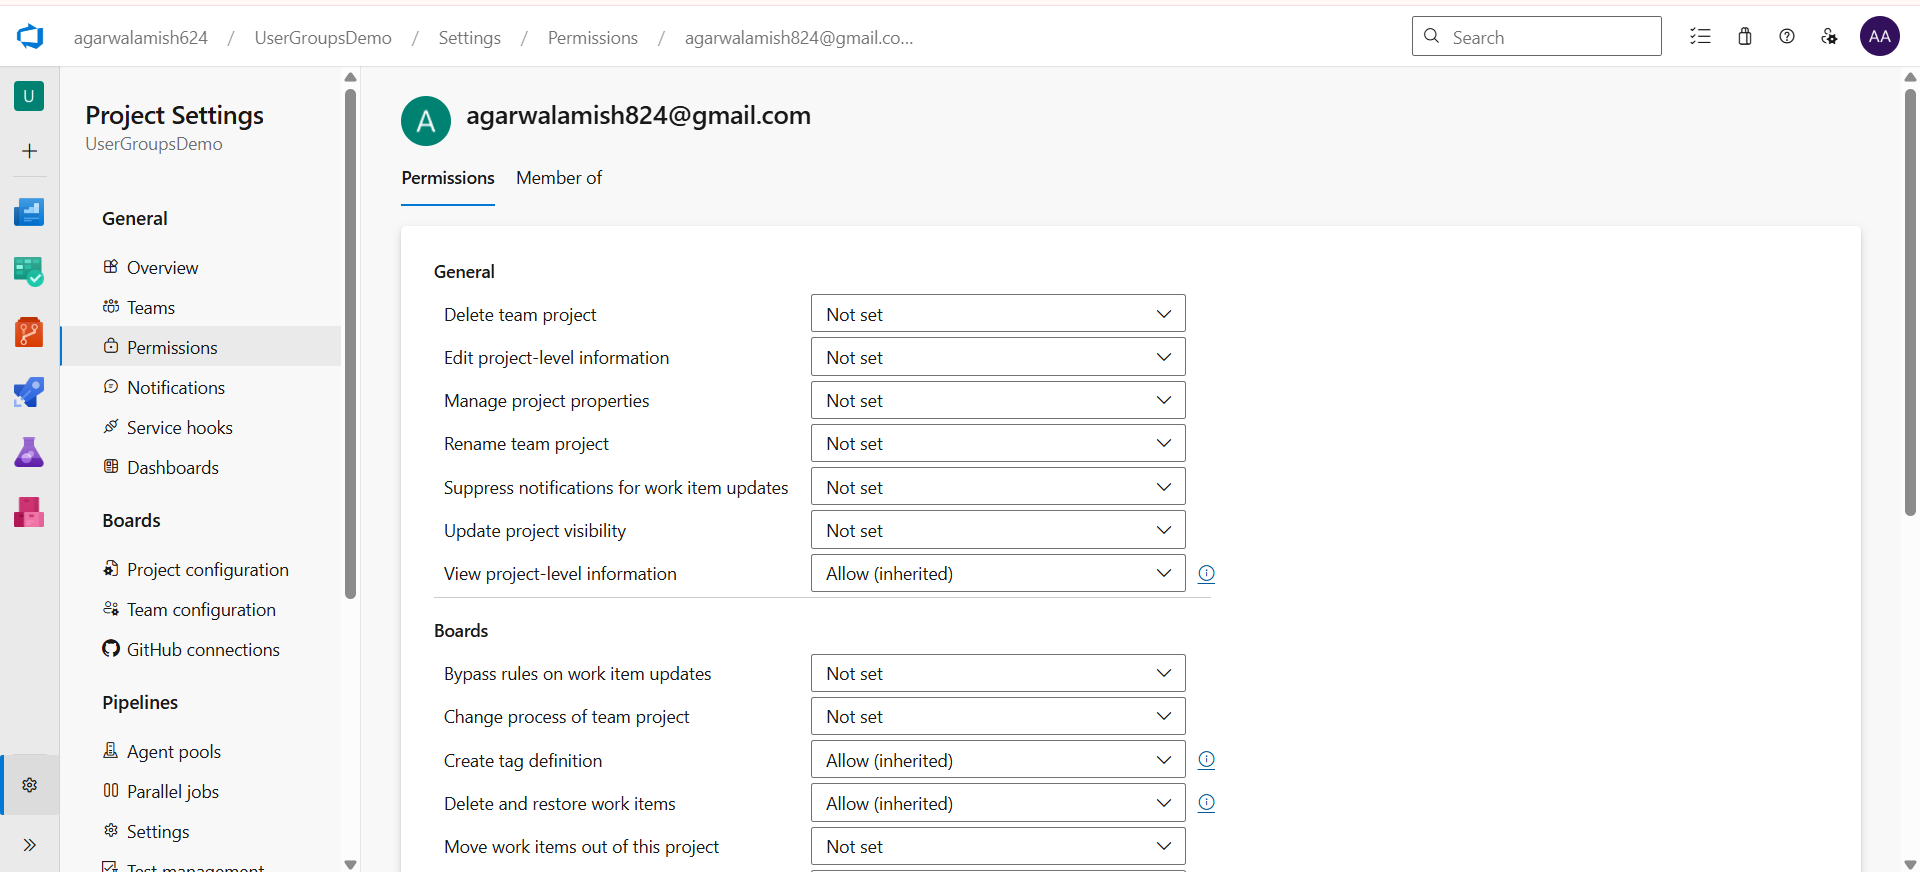 agarwalamish624 / UserGroupsDemo / Settings / Permissions / agarwalamish824@gmail.co...
Search
AA
U
Project Settings
UserGroupsDemo
General
Overview
Teams
Permissions
Notifications
Service hooks
Dashboards
Boards
Project configuration
Team configuration
GitHub connections
Pipelines
Agent pools
Parallel jobs
Settings
Test management
A
agarwalamish824@gmail.com
Permissions Member of
General
Delete team project Not set
Edit project-level information Not set
Manage project properties Not set
Rename team project Not set
Suppress notifications for work item updates Not set
Update project visibility Not set
View project-level information Allow (inherited)
Boards
Bypass rules on work item updates Not set
Change process of team project Not set
Create tag definition Allow (inherited)
Delete and restore work items Allow (inherited)
Move work items out of this project Not set